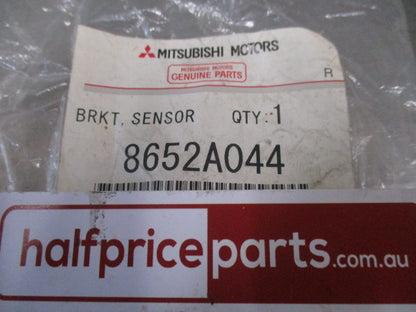 MITSUBISHI MOTORS
MITSUBISHI MOTORS
GENUINE PARTS
R
BRKT, SENSOR QTY:1
8652A044
halfpriceparts.com.au